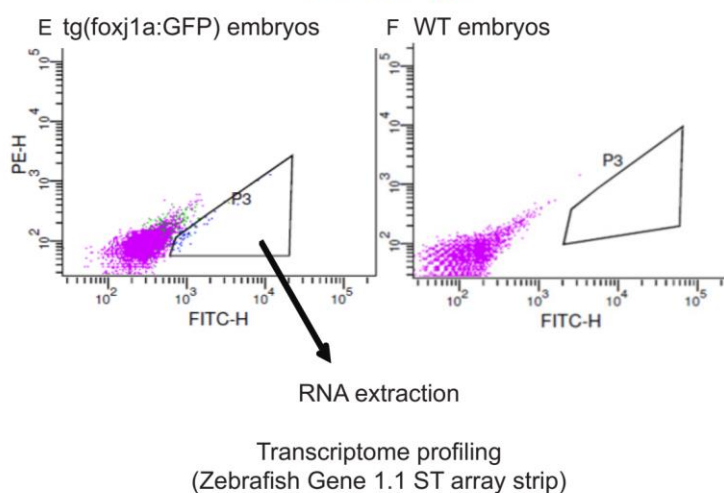 E tg(foxj1a:GFP) embryos
F WT embryos
PE-H
10^5
10^4
10^3
10^2
P3
10^2 10^3 10^4 10^5
FITC-H
10^5
10^4
10^3
10^2
P3
10^2 10^3 10^4 10^5
FITC-H
RNA extraction
Transcriptome profiling
(Zebrafish Gene 1.1 ST array strip)